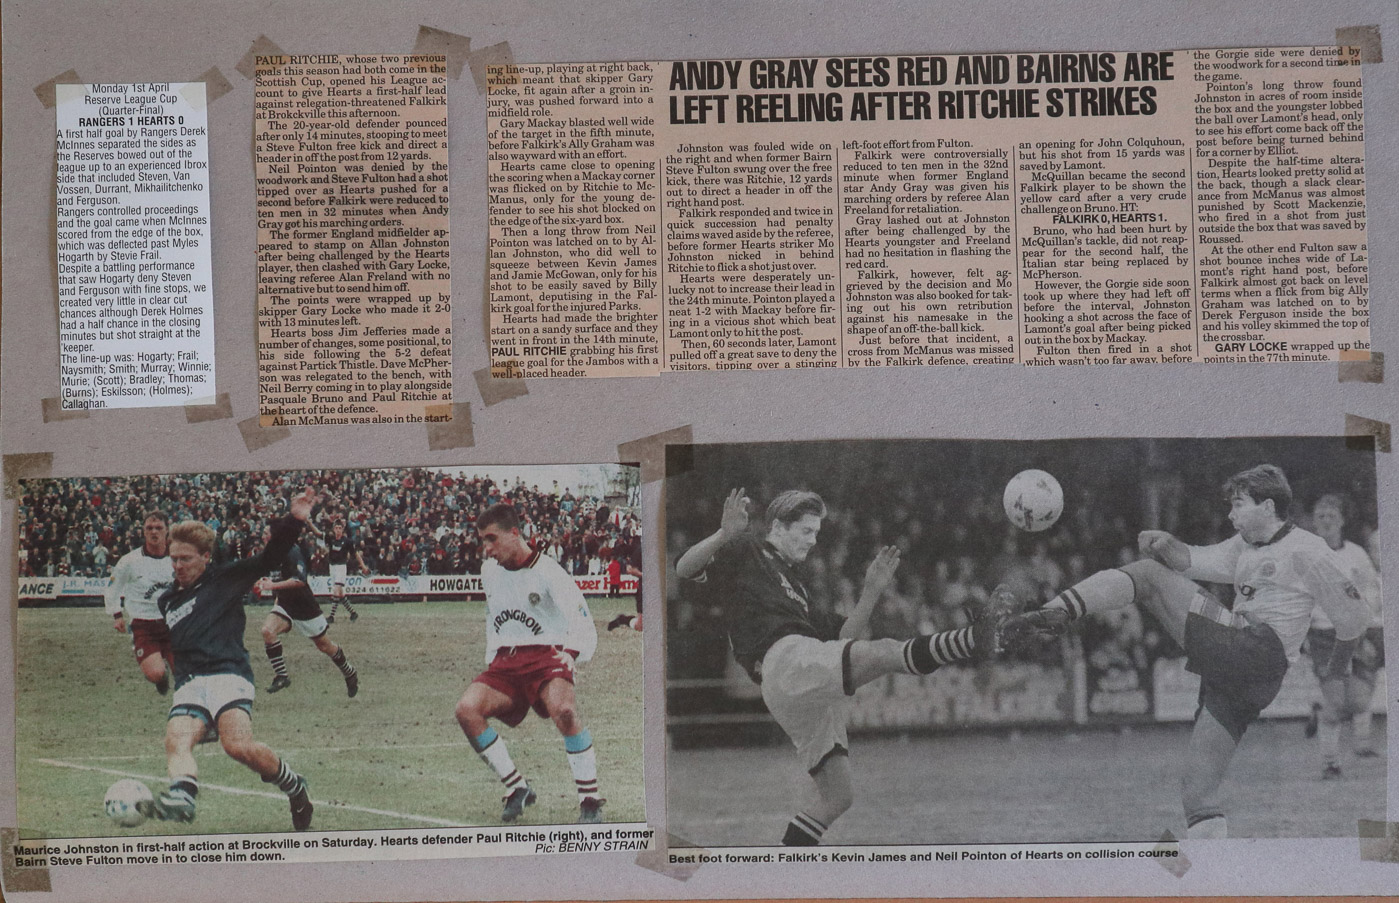 Monday 1st April
Reserve League Cup
(Quarter-Final)
RANGERS 1 HEARTS 0
A first half goal by Rangers Derek
McInnes separated the sides as
the Reserves bowed out of the
league up to an experienced Ibrox
side that included Steven, Van
Vossen, Durrant, Mikhailitchenko
and Ferguson.
Rangers controlled proceedings
and the goal came when McInnes
scored from the edge of the box,
which was deflected past Myles
Hogarth by Stevie Frail.
Despite a battling performance
that saw Hogarth deny Steven
and Ferguson with fine stops, we
created very little in clear cut
chances although Derek Holmes
had a half chance in the closing
minutes but shot straight at the
'keeper.
The line-up was: Hogarty; Frail;
Naysmith; Smith; Murray; Winnie;
Murie; (Scott); Bradley; Thomas;
(Burns); Eskilsson; (Holmes);
Callaghan.
PAUL RITCHIE, whose two previous
goals this season had both come in the
Scottish Cup, opened his League ac-
count to give Hearts a first-half lead
against relegation-threatened Falkirk
at Brokckville this afternoon.
The 20-year-old defender pounced
after only 14 minutes, stooping to meet
a Steve Fulton free kick and direct a
header in off the post from 12 yards.
Neil Pointon was denied by the
woodwork and Steve Fulton had a shot
tipped over as Hearts pushed for a
second before Falkirk were reduced to
ten men in 32 minutes when Andy
Gray got his marching orders.
The former England midfielder ap-
peared to stamp on Allan Johnston
after being challenged by the Hearts
player, then clashed with Gary Locke,
leaving referee Alan Freland with no
alternative but to send him off.
The points were wrapped up by
skipper Gary Locke who made it 2-0
with 13 minutes left.
Hearts boss Jim Jefferies made a
number of changes, some positional, to
his side following the 5-2 defeat
against Partick Thistle. Dave McPher-
son was relegated to the bench, with
Neil Berry coming in to play alongside
Pasquale Bruno and Paul Ritchie at
the heart of the defence.
Alan McManus was also in the start-
ing line-up, playing at right back,
which meant that skipper Gary
Locke, fit again after a groin in-
jury, was pushed forward into a
midfield role.
Gary Mackay blasted well wide
of the target in the fifth minute,
before Falkirk's Ally Graham was
also wayward with an effort.
Hearts came close to opening
the scoring when a Mackay corner
was flicked on by Ritchie to Mc-
Manus, only for the young de-
fender to see his shot blocked on
the edge of the six-yard box.
Then a long throw from Neil
Pointon was latched on to by Al-
lan Johnston, who did well to
squeeze between Kevin James
and Jamie McGowan, only for his
shot to be easily saved by Billy
Lamont, deputising in the Fal-
kirk goal for the injured Parks.
Hearts had made the brighter
start on a sandy surface and they
went in front in the 14th minute,
PAUL RITCHIE grabbing his first
league goal for the Jambos with a
well-placed header.
ANDY GRAY SEES RED AND BAIRNS ARE
LEFT REELING AFTER RITCHIE STRIKES
Johnston was fouled wide on
the right and when former Bairn
Steve Fulton swung over the free
kick, there was Ritchie, 12 yards
out to direct a header in off the
right hand post.
Falkirk responded and twice in
quick succession had penalty
claims waved aside by the referee,
before former Hearts striker Mo
Johnston nicked in behind
Ritchie to flick a shot just over.
Hearts were desperately un-
lucky not to increase their lead in
the 24th minute. Pointon played a
neat 1-2 with Mackay before fir-
ing in a vicious shot which beat
Lamont only to hit the post.
Then, 60 seconds later, Lamont
pulled off a great save to deny the
visitors, tipping over a stinging
left-foot effort from Fulton.
Falkirk were controversially
reduced to ten men in the 32nd
minute when former England
star Andy Gray was given his
marching orders by referee Alan
Freeland for retaliation.
Gray lashed out at Johnston
after being challenged by the
Hearts youngster and Freeland
had no hesitation in flashing the
red card.
Falkirk, however, felt ag-
grieved by the decision and Mo
Johnston was also booked for tak-
ing out his own retribution
against his namesake in the
shape of an off-the-ball kick.
Just before that incident, a
cross from McManus was missed
by the Falkirk defence, creating
an opening for John Colquhoun,
but his shot from 15 yards was
saved by Lamont.
McQuillan became the second
Falkirk player to be shown the
yellow card after a very crude
challenge on Bruno. HT:
FALKIRK 0, HEARTS 1.
Bruno, who had been hurt by
McQuillan's tackle, did not reap-
pear for the second half, the
Italian star being replaced by
McPherson.
However, the Gorgie side soon
took up where they had left off
before the interval, Johnston
hooking a shot across the face of
Lamont's goal after being picked
out in the box by Mackay.
Fulton then fired in a shot
which wasn't too far away, before
the Gorgie side were denied by
the woodwork for a second time in
the game.
Pointon's long throw found
Johnston in acres of room inside
the box and the youngster lobbed
the ball over Lamont's head, only
to see his effort come back off the
post before being turned behind
for a corner by Elliot.
Despite the half-time altera-
tion, Hearts looked pretty solid at
the back, though a slack clear-
ance from McManus was almost
punished by Scott Mackenzie,
who fired in a shot from just
outside the box that was saved by
Roussed.
At the other end Fulton saw a
shot bounce inches wide of La-
mont's right hand post, before
Falkirk almost got back on level
terms when a flick from big Ally
Graham was latched on to by
Derek Ferguson inside the box
and his volley skimmed the top of
the crossbar.
GARY LOCKE wrapped up the
points in the 77th minute.
ANCE
0324 611622
HOWGATE
STRONGBOW
Maurice Johnston in first-half action at Brockville on Saturday. Hearts defender Paul Ritchie (right), and former
Bairn Steve Fulton move in to close him down.
Pic: BENNY STRAIN
Best foot forward: Falkirk's Kevin James and Neil Pointon of Hearts on collision course